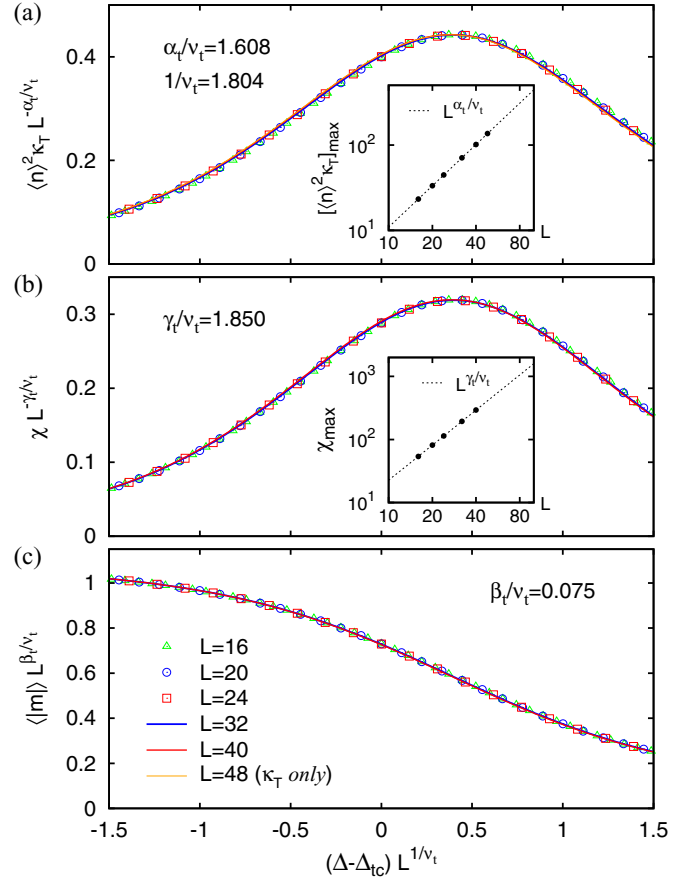 (a)
⟨n⟩²κ_T L^{-α_t/ν_t}
α_t/ν_t=1.608
1/ν_t=1.804
0.4
0.2
0
[⟨n⟩²κ_T]_max
L^{α_t/ν_t}
10²
10¹
10 20 40 80 L
(b)
χ L^{-γ_t/ν_t}
γ_t/ν_t=1.850
0.3
0.2
0.1
0
χ_max
L^{γ_t/ν_t}
10³
10²
10¹
10 20 40 80 L
(c)
⟨|m|⟩ L^{β_t/ν_t}
β_t/ν_t=0.075
1
0.8
0.6
0.4
0.2
0
L=16
L=20
L=24
L=32
L=40
L=48 (κ_T only)
-1.5 -1 -0.5 0 0.5 1 1.5
(Δ-Δ_tc) L^{1/ν_t}